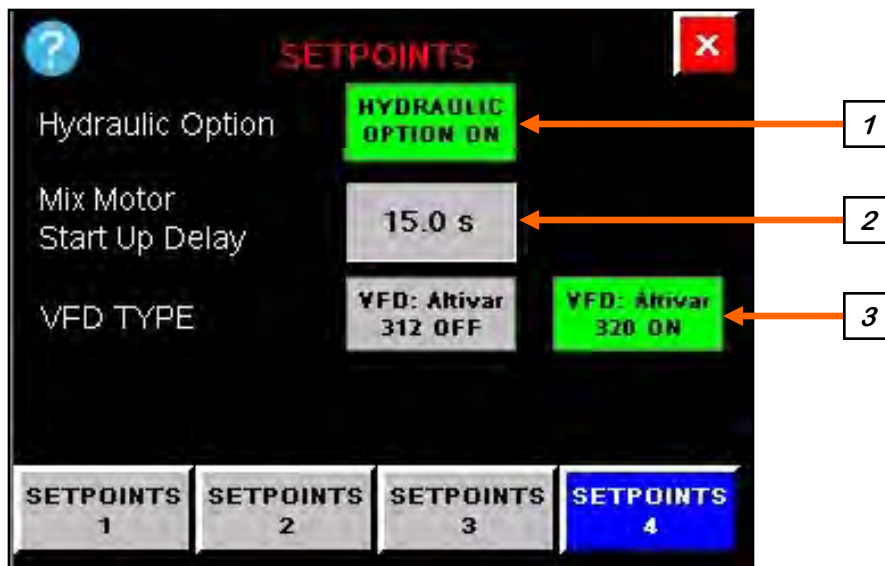 ?
SETPOINTS
X
Hydraulic Option
HYDRAULIC
OPTION ON
1
Mix Motor
Start Up Delay
15.0 s
2
VFD TYPE
VFD: Altivar
312 OFF
VFD: Altivar
320 ON
3
SETPOINTS
1
SETPOINTS
2
SETPOINTS
3
SETPOINTS
4